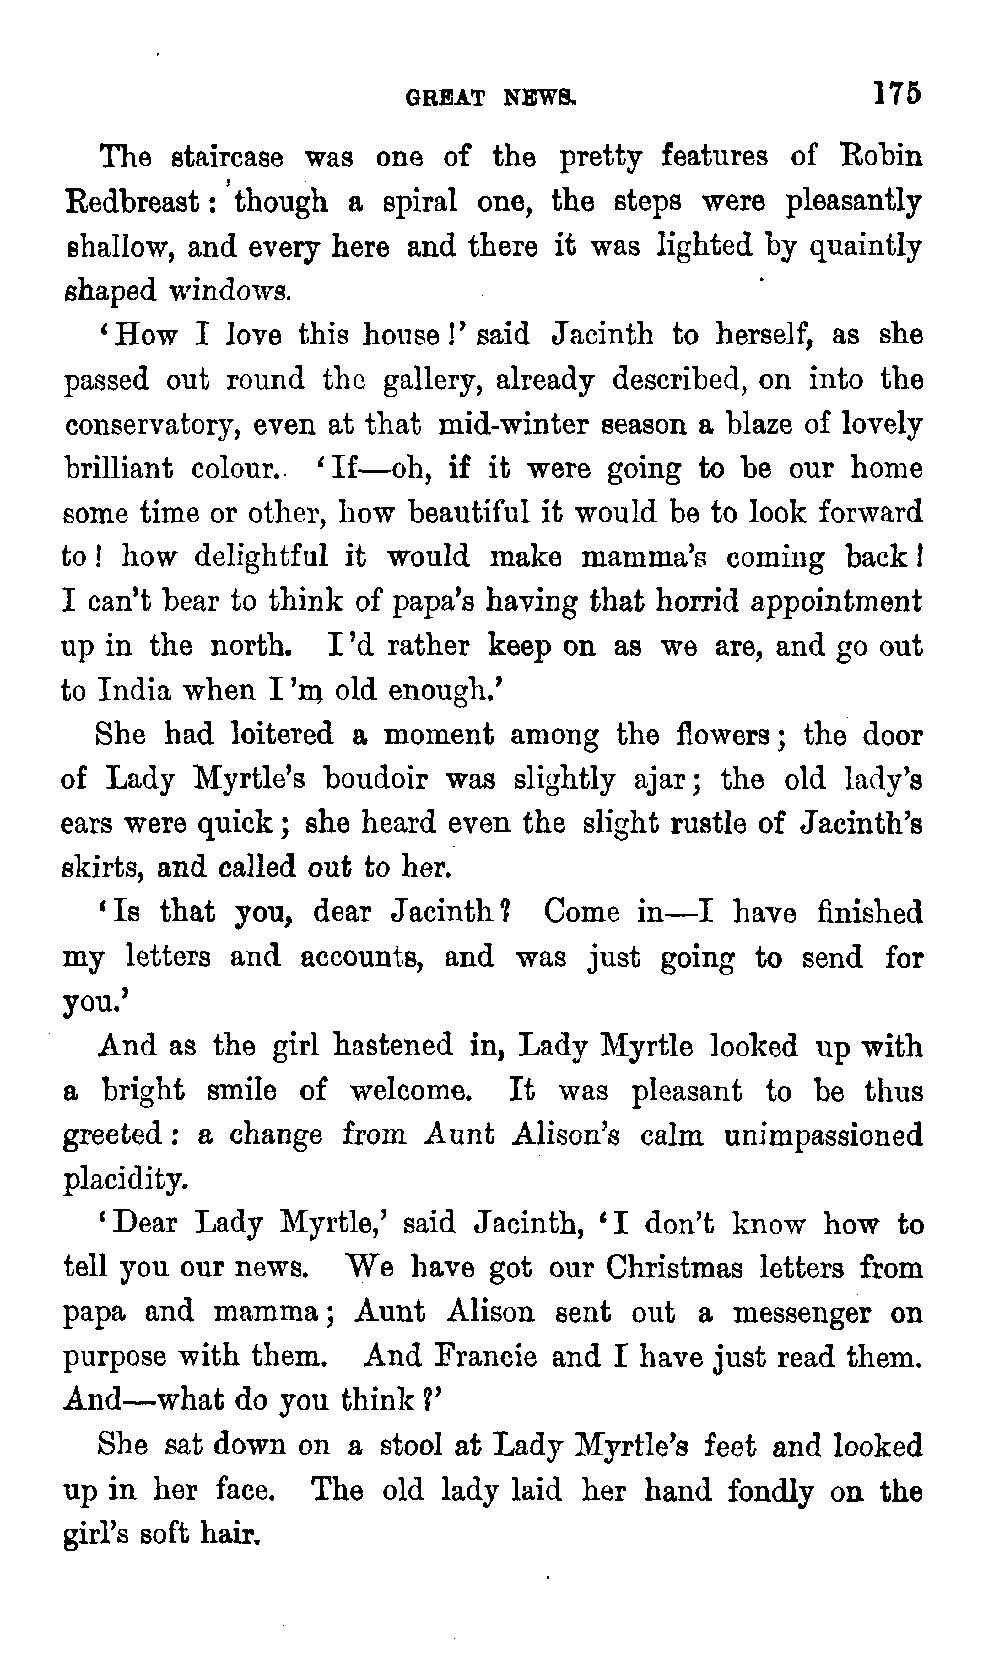 GREAT NEWS. 175
The staircase was one of the pretty features of Robin
Redbreast: 'though a spiral one, the steps were pleasantly
shallow, and every here and there it was lighted by quaintly
shaped windows.
'How I love this house!' said Jacinth to herself, as she
passed out round the gallery, already described, on into the
conservatory, even at that mid-winter season a blaze of lovely
brilliant colour. 'If—oh, if it were going to be our home
some time or other, how beautiful it would be to look forward
to! how delightful it would make mamma's coming back!
I can't bear to think of papa's having that horrid appointment
up in the north. I'd rather keep on as we are, and go out
to India when I'm old enough.'
She had loitered a moment among the flowers; the door
of Lady Myrtle's boudoir was slightly ajar; the old lady's
ears were quick; she heard even the slight rustle of Jacinth's
skirts, and called out to her.
'Is that you, dear Jacinth? Come in—I have finished
my letters and accounts, and was just going to send for
you.'
And as the girl hastened in, Lady Myrtle looked up with
a bright smile of welcome. It was pleasant to be thus
greeted: a change from Aunt Alison's calm unimpassioned
placidity.
'Dear Lady Myrtle,' said Jacinth, 'I don't know how to
tell you our news. We have got our Christmas letters from
papa and mamma; Aunt Alison sent out a messenger on
purpose with them. And Francie and I have just read them.
And—what do you think?'
She sat down on a stool at Lady Myrtle's feet and looked
up in her face. The old lady laid her hand fondly on the
girl's soft hair.